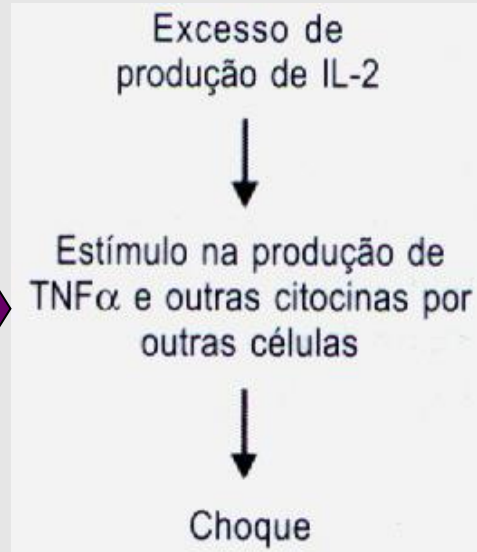 Excesso de
produção de IL-2
Estímulo na produção de
TNFα e outras citocinas por
outras células
Choque